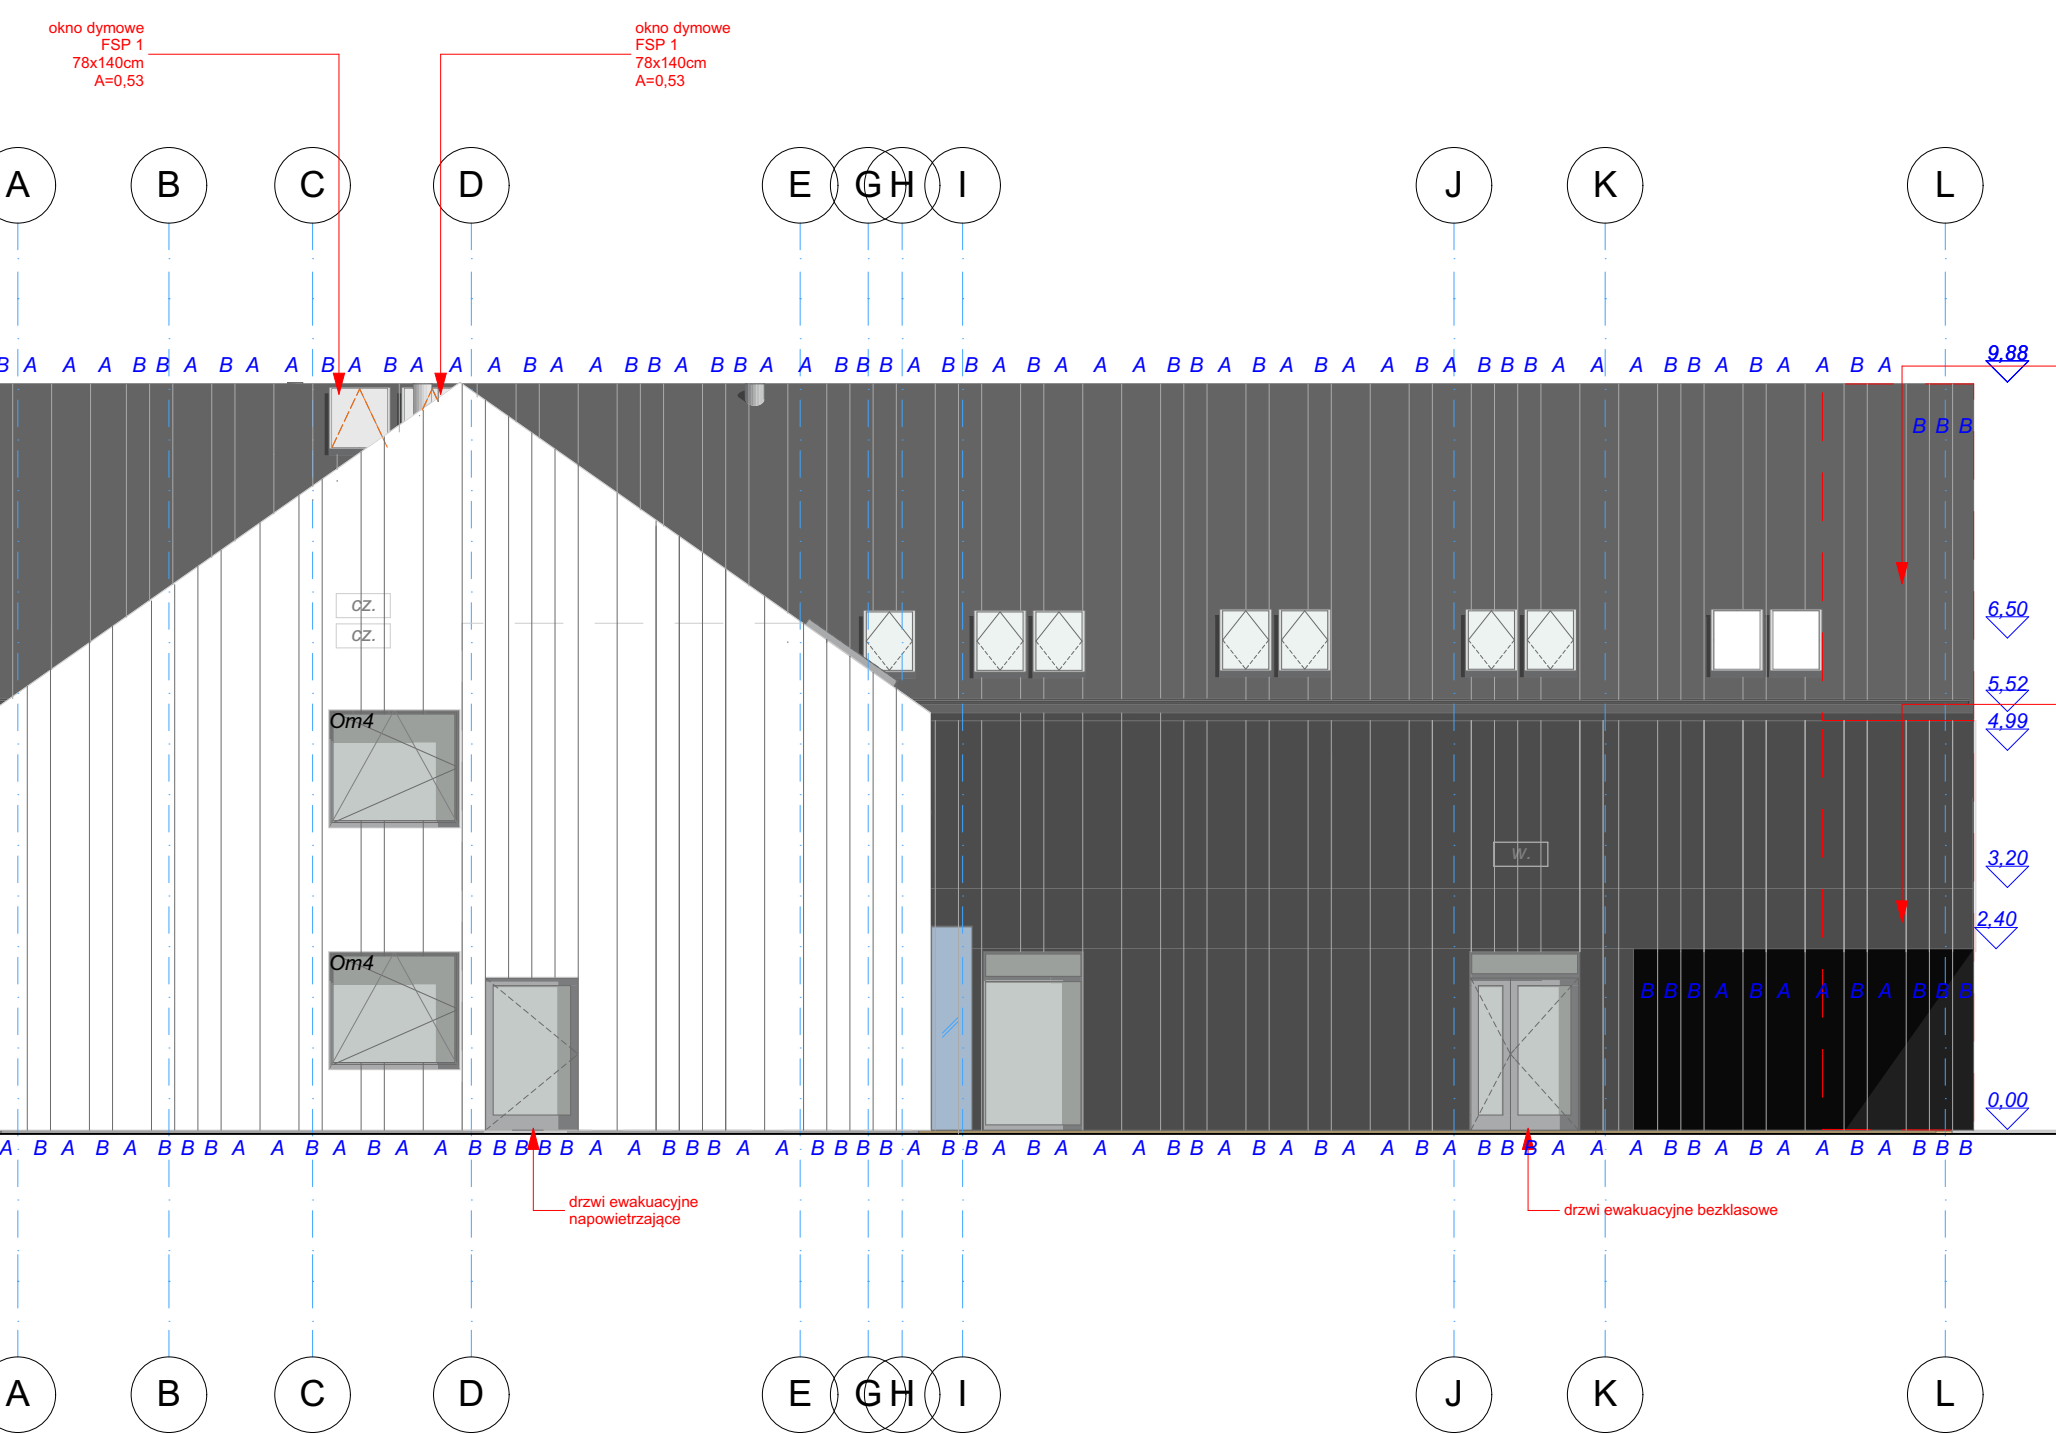 okno dymowe
FSP 1
78x140cm
A=0,53
okno dymowe
FSP 1
78x140cm
A=0,53
A B C D E G H I J K L
B A A A B B A B A A B A B A A A B A A B B A B B A A B B B A B B A B A A A B B A B A B A A B A B B B A A A B B A B A A B A
9,88
B B B
cz.
cz.
6,50
5,52
Om4
4,99
w.
3,20
2,40
Om4
B B B A B A A B A B B B
0,00
A B A B A A B B B B A A B A B A A B B B B B A A B B B A A B B B B A B B A B A A A B B A B A B A A B A B B B A A A B B A B A A B A B B B
drzwi ewakuacyjne
napowietrzające
drzwi ewakuacyjne bezklasowe
A B C D E G H I J K L